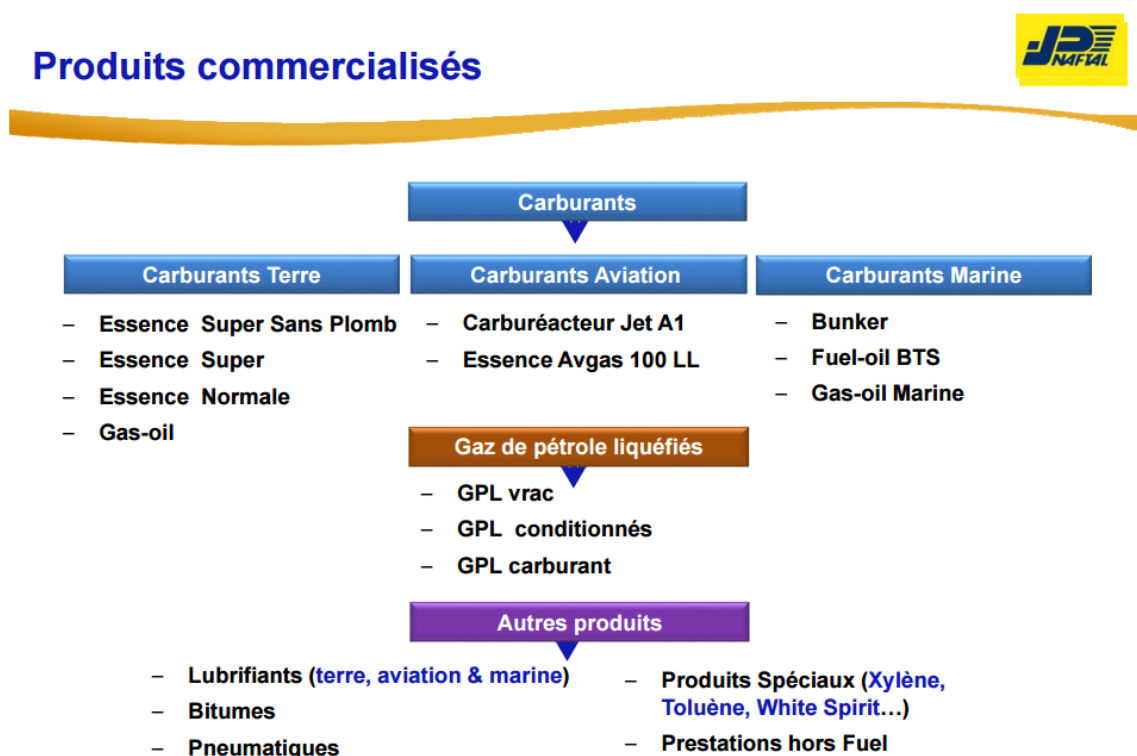 Produits commercialisés
NAFTAL
Carburants
Carburants Terre
– Essence Super Sans Plomb
– Essence Super
– Essence Normale
– Gas-oil
Carburants Aviation
– Carburéacteur Jet A1
– Essence Avgas 100 LL
Carburants Marine
– Bunker
– Fuel-oil BTS
– Gas-oil Marine
Gaz de pétrole liquéfiés
– GPL vrac
– GPL conditionnés
– GPL carburant
Autres produits
– Lubrifiants (terre, aviation & marine)
– Bitumes
– Pneumatiques
– Produits Spéciaux (Xylène,
Toluène, White Spirit…)
– Prestations hors Fuel